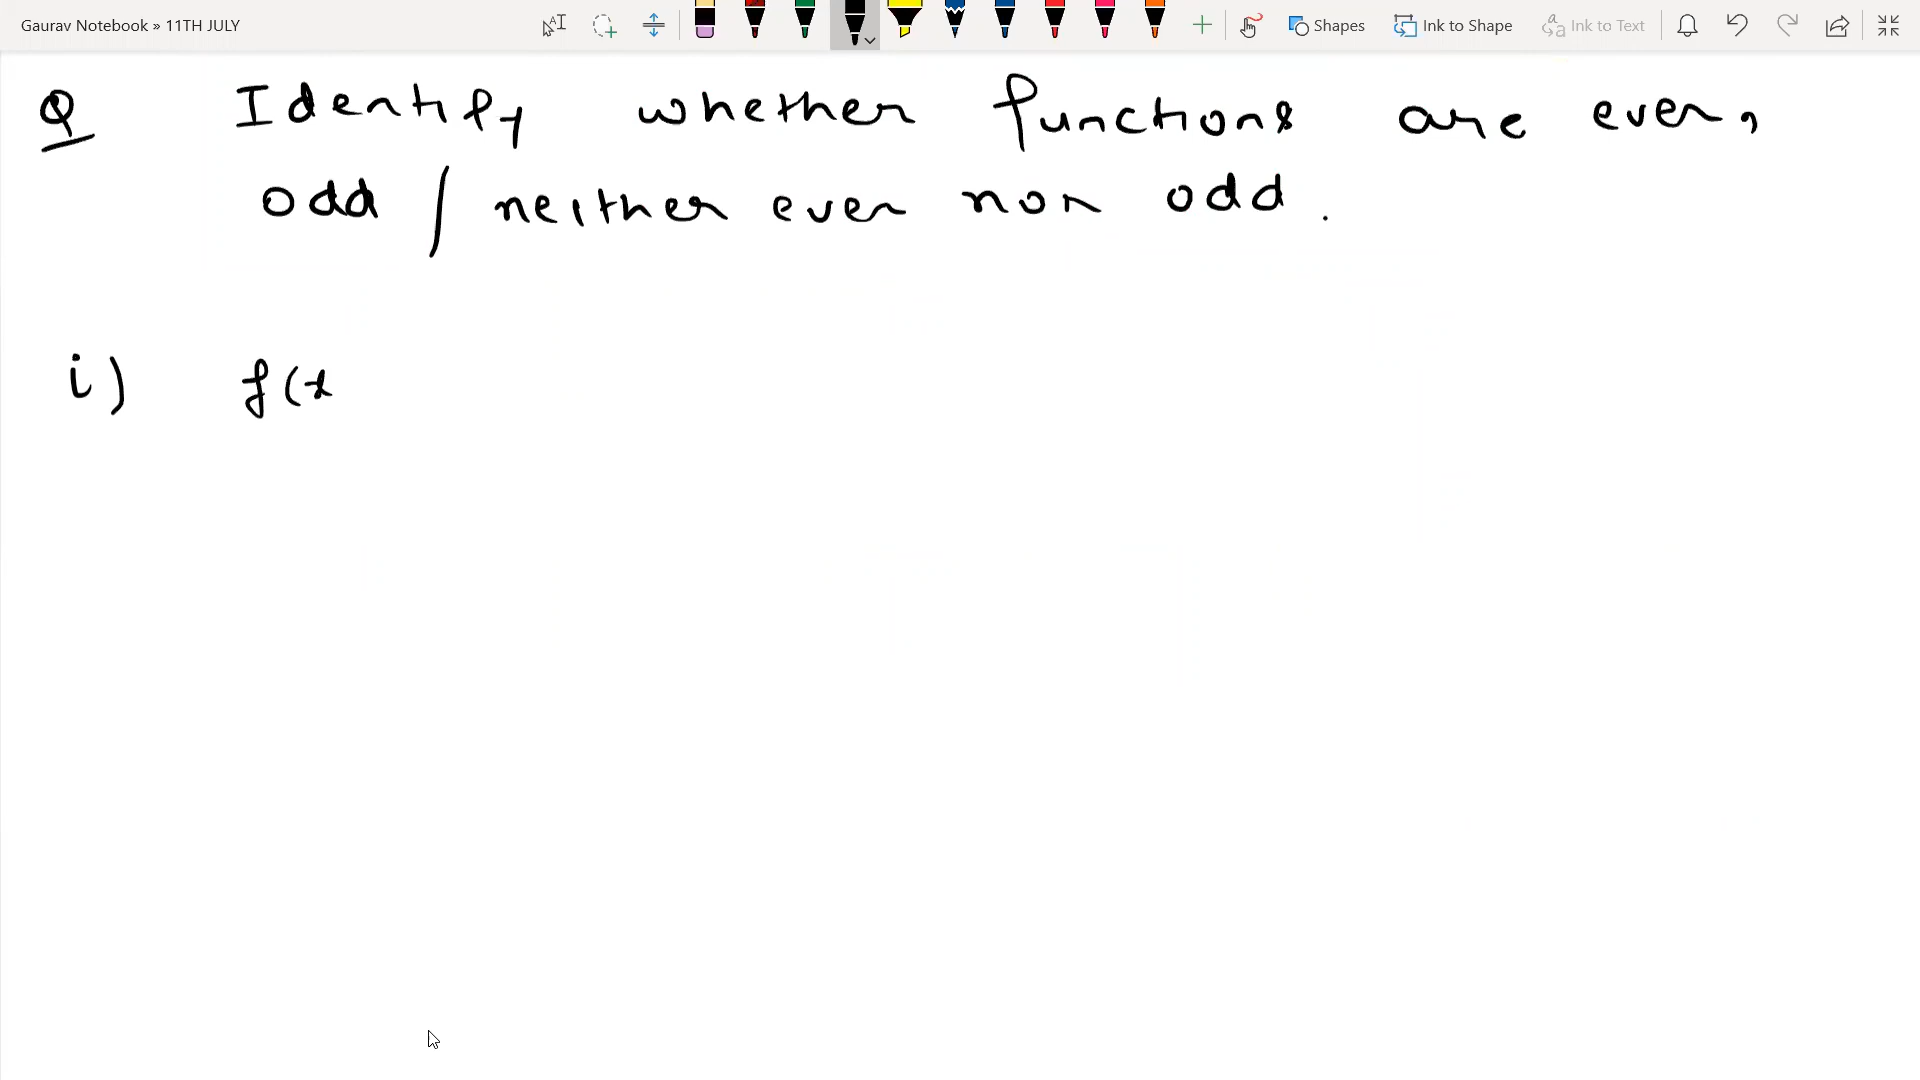 Gaurav Notebook » 11TH JULY
Shapes Ink to Shape Ink to Text
Q Identify whether functions are even,
odd / neither even nor odd.
i) f(x